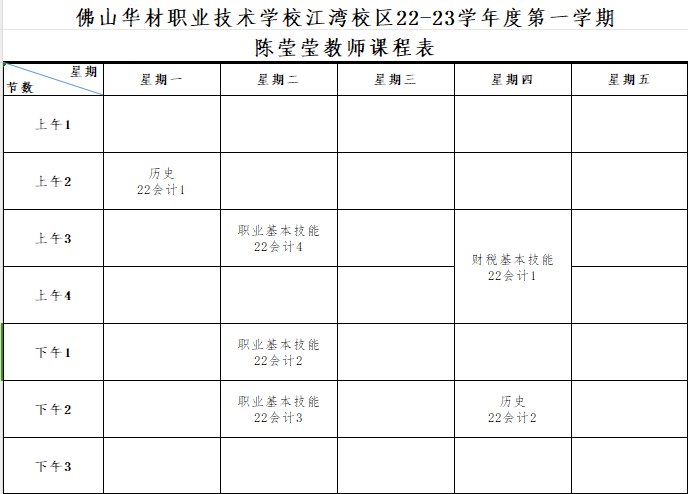 佛山华材职业技术学校江湾校区22-23学年度第一学期
陈莹莹教师课程表
星期
节数
星期一
星期二
星期三
星期四
星期五
上午1
上午2
历史
22会计1
上午3
职业基本技能
22会计4
财税基本技能
22会计1
上午4
下午1
职业基本技能
22会计2
下午2
职业基本技能
22会计3
历史
22会计2
下午3